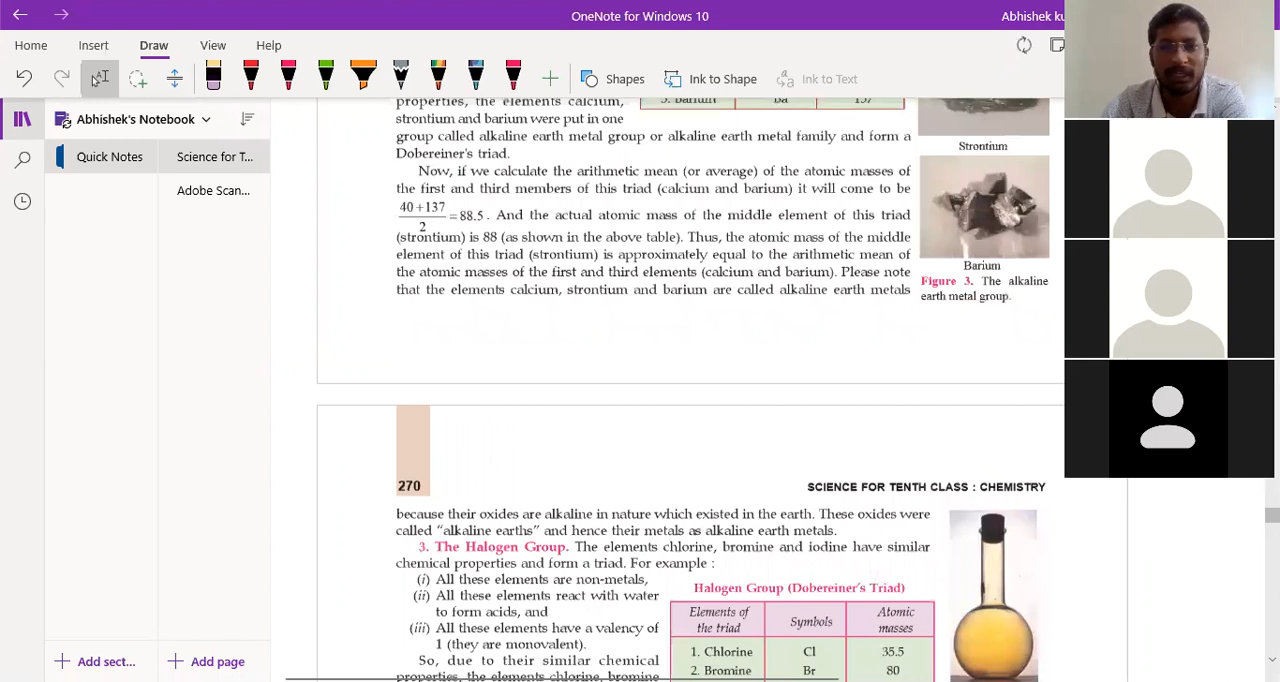 OneNote for Windows 10
Abhishek ku
Home Insert Draw View Help
Shapes Ink to Shape Ink to Text
Abhishek's Notebook
Quick Notes
Science for T...
Adobe Scan...
properties, the elements calcium,
strontium and barium were put in one
group called alkaline earth metal group or alkaline earth metal family and form a
Dobereiner's triad.
3. Barium Ba 137
Strontium
Now, if we calculate the arithmetic mean (or average) of the atomic masses of
the first and third members of this triad (calcium and barium) it will come to be
40 + 137
2
= 88.5. And the actual atomic mass of the middle element of this triad
(strontium) is 88 (as shown in the above table). Thus, the atomic mass of the middle
element of this triad (strontium) is approximately equal to the arithmetic mean of
the atomic masses of the first and third elements (calcium and barium). Please note
that the elements calcium, strontium and barium are called alkaline earth metals
Barium
Figure 3. The alkaline
earth metal group.
270
SCIENCE FOR TENTH CLASS : CHEMISTRY
because their oxides are alkaline in nature which existed in the earth. These oxides were
called “alkaline earths” and hence their metals as alkaline earth metals.
3. The Halogen Group. The elements chlorine, bromine and iodine have similar
chemical properties and form a triad. For example :
(i) All these elements are non-metals,
(ii) All these elements react with water
to form acids, and
(iii) All these elements have a valency of
1 (they are monovalent).
So, due to their similar chemical
properties, the elements chlorine, bromine
Halogen Group (Dobereiner's Triad)
Elements of
the triad
Symbols
Atomic
masses
1. Chlorine Cl 35.5
2. Bromine Br 80
Add sect...
Add page